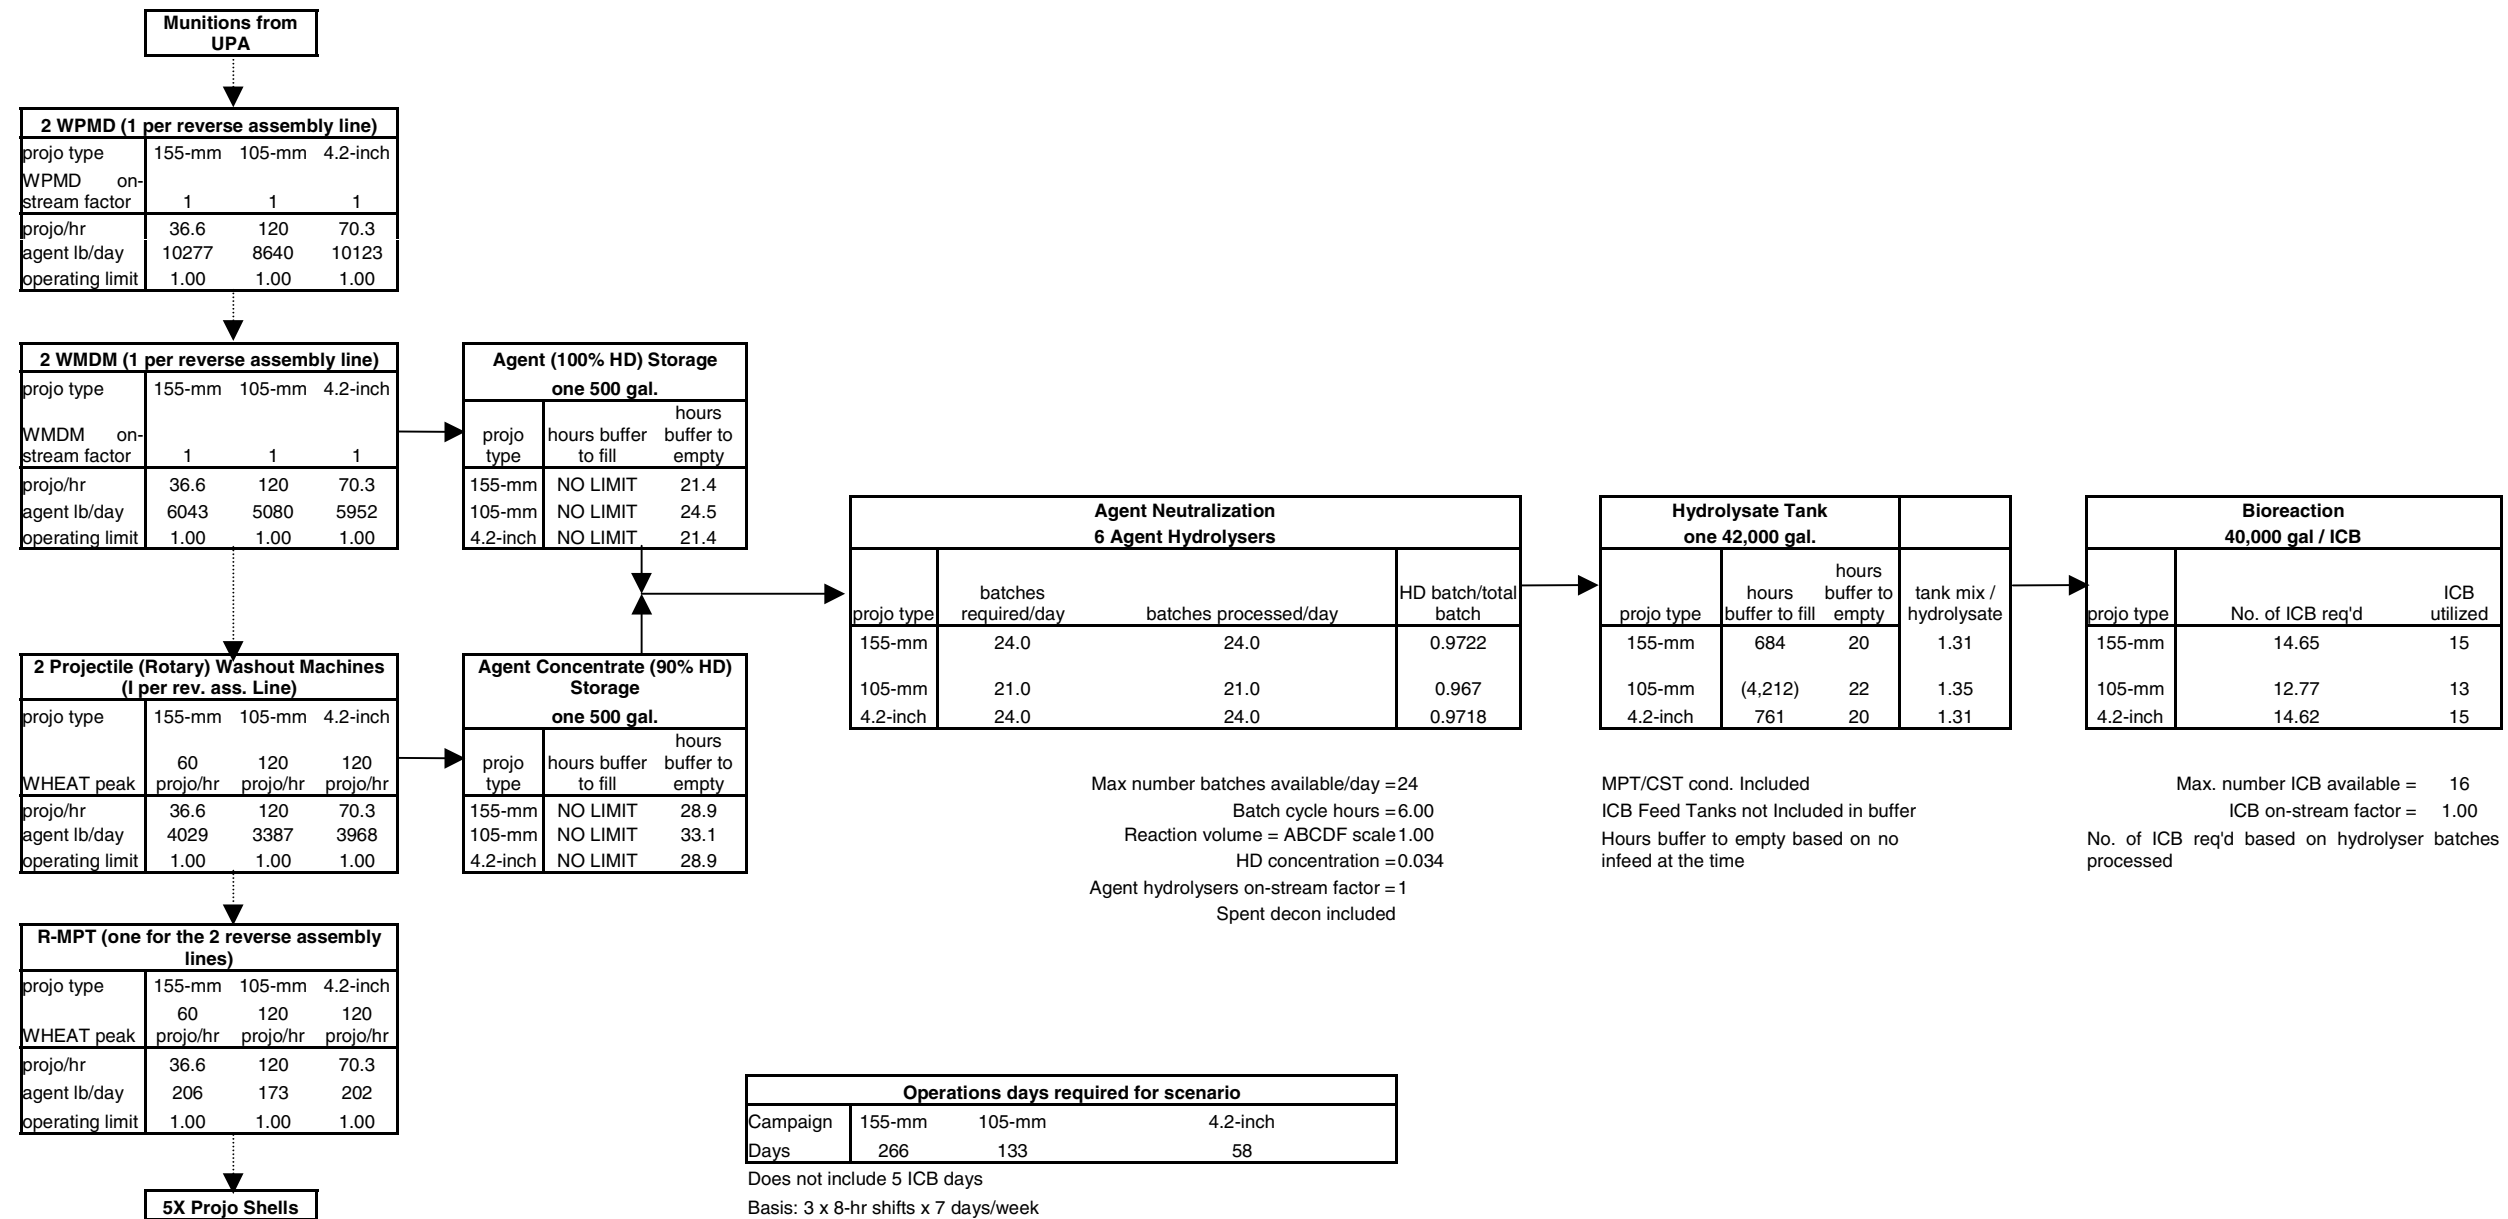 Munitions from
UPA
2 WPMD (1 per reverse assembly line)
projo type 155-mm 105-mm 4.2-inch
WPMD on-
stream factor 1 1 1
projo/hr 36.6 120 70.3
agent lb/day 10277 8640 10123
operating limit 1.00 1.00 1.00
2 WMDM (1 per reverse assembly line)
projo type 155-mm 105-mm 4.2-inch
WMDM on-
stream factor 1 1 1
projo/hr 36.6 120 70.3
agent lb/day 6043 5080 5952
operating limit 1.00 1.00 1.00
Agent (100% HD) Storage
one 500 gal.
hours
projo hours buffer buffer to
type to fill empty
155-mm NO LIMIT 21.4
105-mm NO LIMIT 24.5
4.2-inch NO LIMIT 21.4
2 Projectile (Rotary) Washout Machines
(I per rev. ass. Line)
projo type 155-mm 105-mm 4.2-inch
60 120 120
WHEAT peak projo/hr projo/hr projo/hr
projo/hr 36.6 120 70.3
agent lb/day 4029 3387 3968
operating limit 1.00 1.00 1.00
Agent Concentrate (90% HD)
Storage
one 500 gal.
hours
projo hours buffer buffer to
type to fill empty
155-mm NO LIMIT 28.9
105-mm NO LIMIT 33.1
4.2-inch NO LIMIT 28.9
R-MPT (one for the 2 reverse assembly
lines)
projo type 155-mm 105-mm 4.2-inch
60 120 120
WHEAT peak projo/hr projo/hr projo/hr
projo/hr 36.6 120 70.3
agent lb/day 206 173 202
operating limit 1.00 1.00 1.00
5X Projo Shells
Agent Neutralization
6 Agent Hydrolysers
batches HD batch/total
projo type required/day batches processed/day batch
155-mm 24.0 24.0 0.9722
105-mm 21.0 21.0 0.967
4.2-inch 24.0 24.0 0.9718
Max number batches available/day =24
Batch cycle hours =6.00
Reaction volume = ABCDF scale 1.00
HD concentration =0.034
Agent hydrolysers on-stream factor =1
Spent decon included
Hydrolysate Tank
one 42,000 gal.
hours
hours buffer to tank mix /
projo type buffer to fill empty hydrolysate
155-mm 684 20 1.31
105-mm (4,212) 22 1.35
4.2-inch 761 20 1.31
MPT/CST cond. Included
ICB Feed Tanks not Included in buffer
Hours buffer to empty based on no
infeed at the time
Bioreaction
40,000 gal / ICB
ICB
projo type No. of ICB req'd utilized
155-mm 14.65 15
105-mm 12.77 13
4.2-inch 14.62 15
Max. number ICB available = 16
ICB on-stream factor = 1.00
No. of ICB req'd based on hydrolyser batches
processed
Operations days required for scenario
Campaign 155-mm 105-mm 4.2-inch
Days 266 133 58
Does not include 5 ICB days
Basis: 3 x 8-hr shifts x 7 days/week